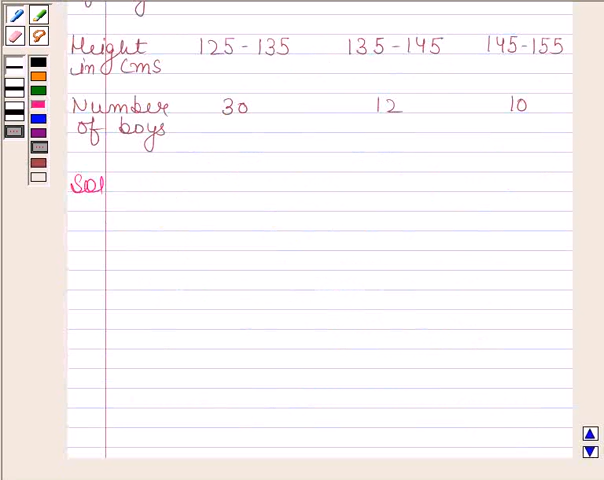 Height 125-135 135-145 145-155
in Cms
Number 30 12 10
of boys
Sol